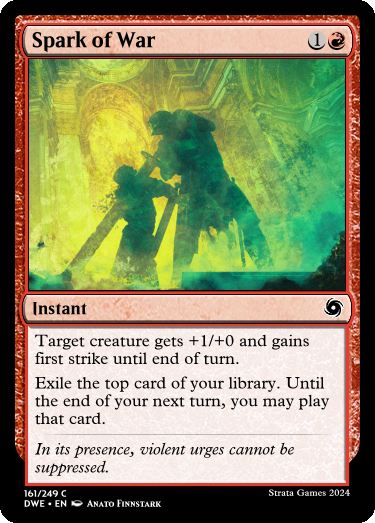 Spark of War 1
Instant
Target creature gets +1/+0 and gains
first strike until end of turn.
Exile the top card of your library. Until
the end of your next turn, you may play
that card.
In its presence, violent urges cannot be
suppressed.
161/249 C Strata Games 2024
DWE • EN Anato Finnstark